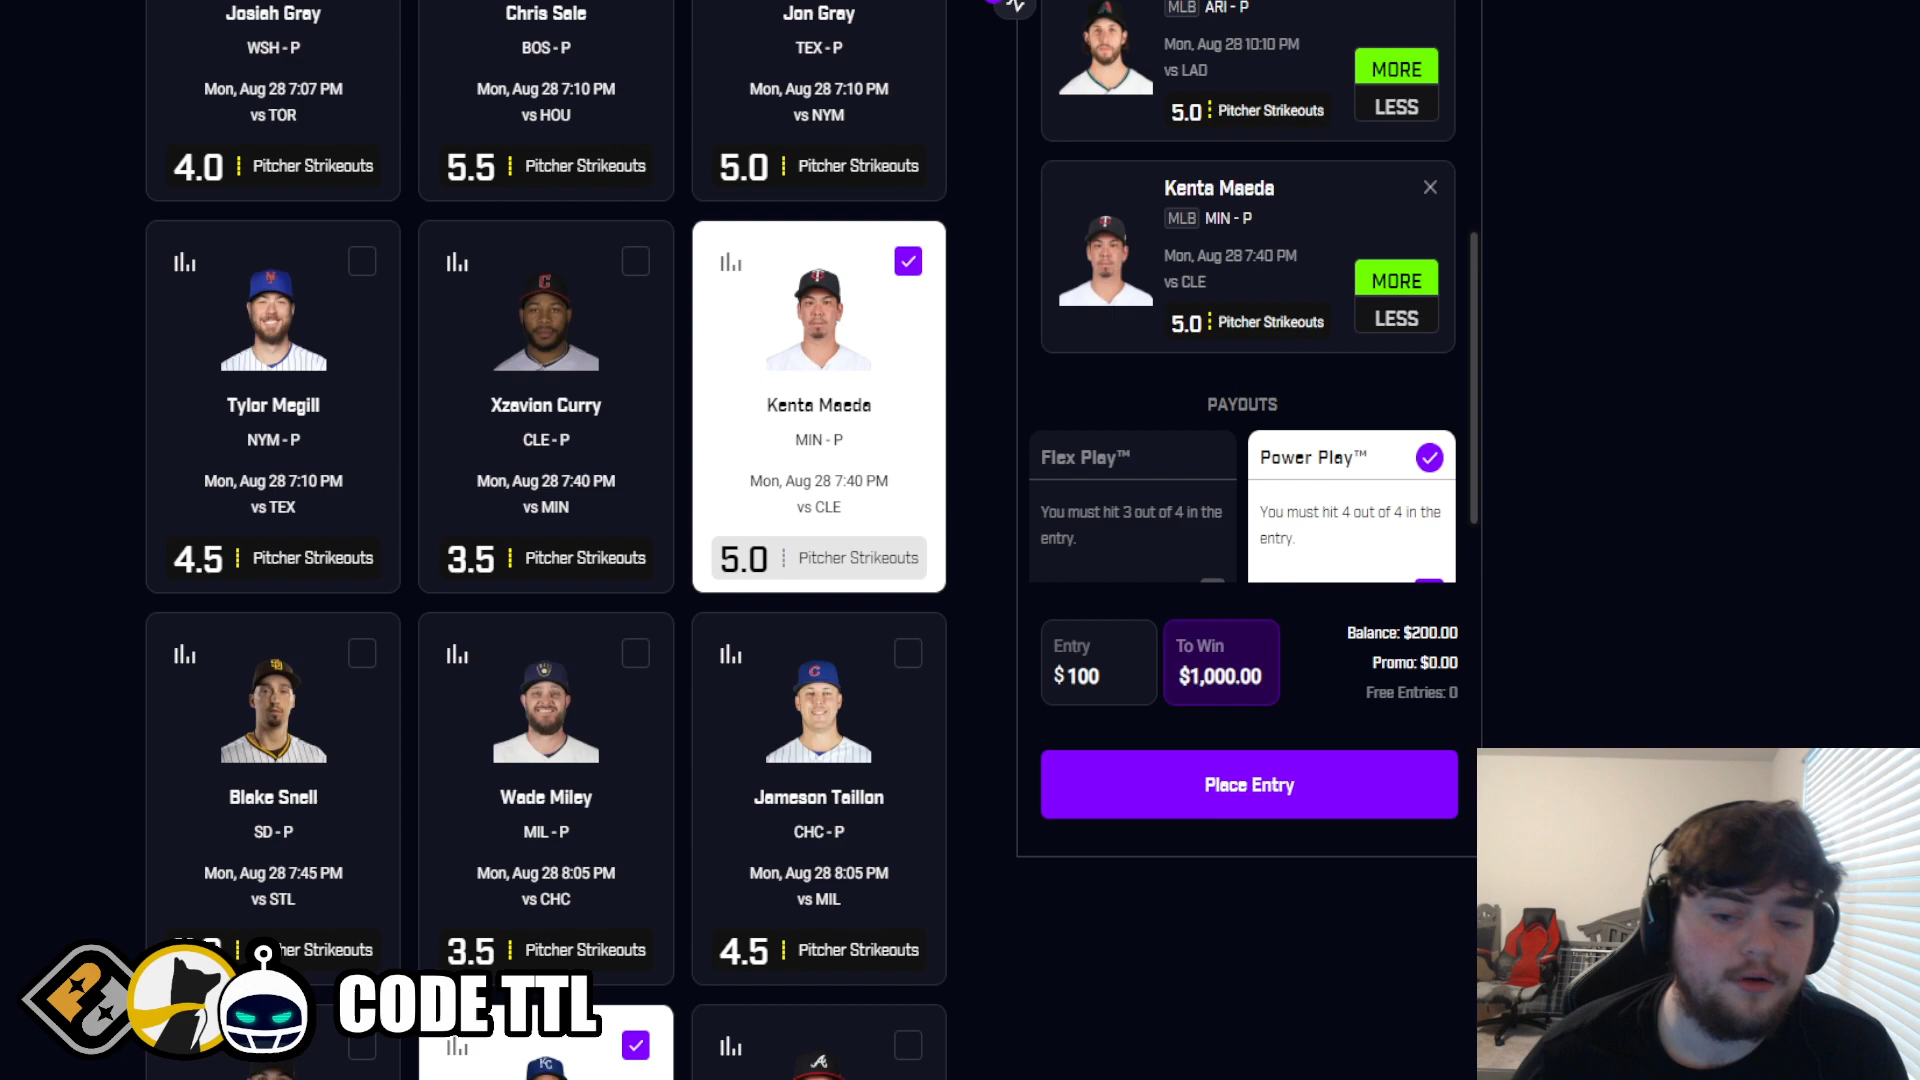 Josiah Gray
WSH - P
Mon, Aug 28 7:07 PM
vs TOR
4.0 Pitcher Strikeouts
Chris Sale
BOS - P
Mon, Aug 28 7:10 PM
vs HOU
5.5 Pitcher Strikeouts
Jon Gray
TEX - P
Mon, Aug 28 7:10 PM
vs NYM
5.0 Pitcher Strikeouts
Tylor Megill
NYM - P
Mon, Aug 28 7:10 PM
vs TEX
4.5 Pitcher Strikeouts
Xzavion Curry
CLE - P
Mon, Aug 28 7:40 PM
vs MIN
3.5 Pitcher Strikeouts
Kenta Maeda
MIN - P
Mon, Aug 28 7:40 PM
vs CLE
5.0 Pitcher Strikeouts
Blake Snell
SD - P
Mon, Aug 28 7:45 PM
vs STL
Strikeouts
Wade Miley
MIL - P
Mon, Aug 28 8:05 PM
vs CHC
3.5 Pitcher Strikeouts
Jameson Taillon
CHC - P
Mon, Aug 28 8:05 PM
vs MIL
4.5 Pitcher Strikeouts
CODE TTL
MLB ARI - P
Mon, Aug 28 10:10 PM
vs LAD
5.0 Pitcher Strikeouts
MORE
LESS
Kenta Maeda
MLB MIN - P
Mon, Aug 28 7:40 PM
vs CLE
5.0 Pitcher Strikeouts
MORE
LESS
PAYOUTS
Flex Play™
You must hit 3 out of 4 in the
entry.
Power Play™
You must hit 4 out of 4 in the
entry.
Entry
$100
To Win
$1,000.00
Balance: $200.00
Promo: $0.00
Free Entries: 0
Place Entry